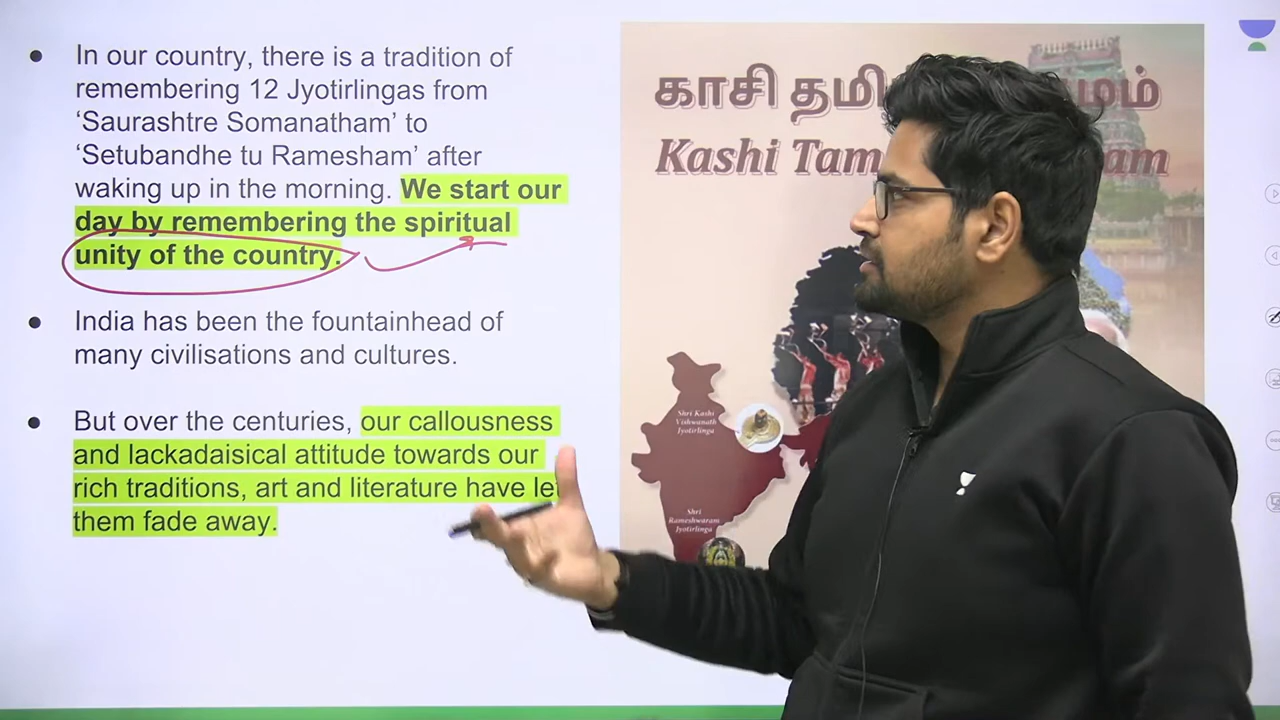 In our country, there is a tradition of
remembering 12 Jyotirlingas from
‘Saurashtre Somanatham’ to
‘Setubandhe tu Ramesham’ after
waking up in the morning. We start our
day by remembering the spiritual
unity of the country.
India has been the fountainhead of
many civilisations and cultures.
But over the centuries, our callousness
and lackadaisical attitude towards our
rich traditions, art and literature have
them fade away.
காசி
Kashi
Shri Kashi
Vishwanath
Jyotirlinga
Shri
Rameshwaram
Jyotirlinga